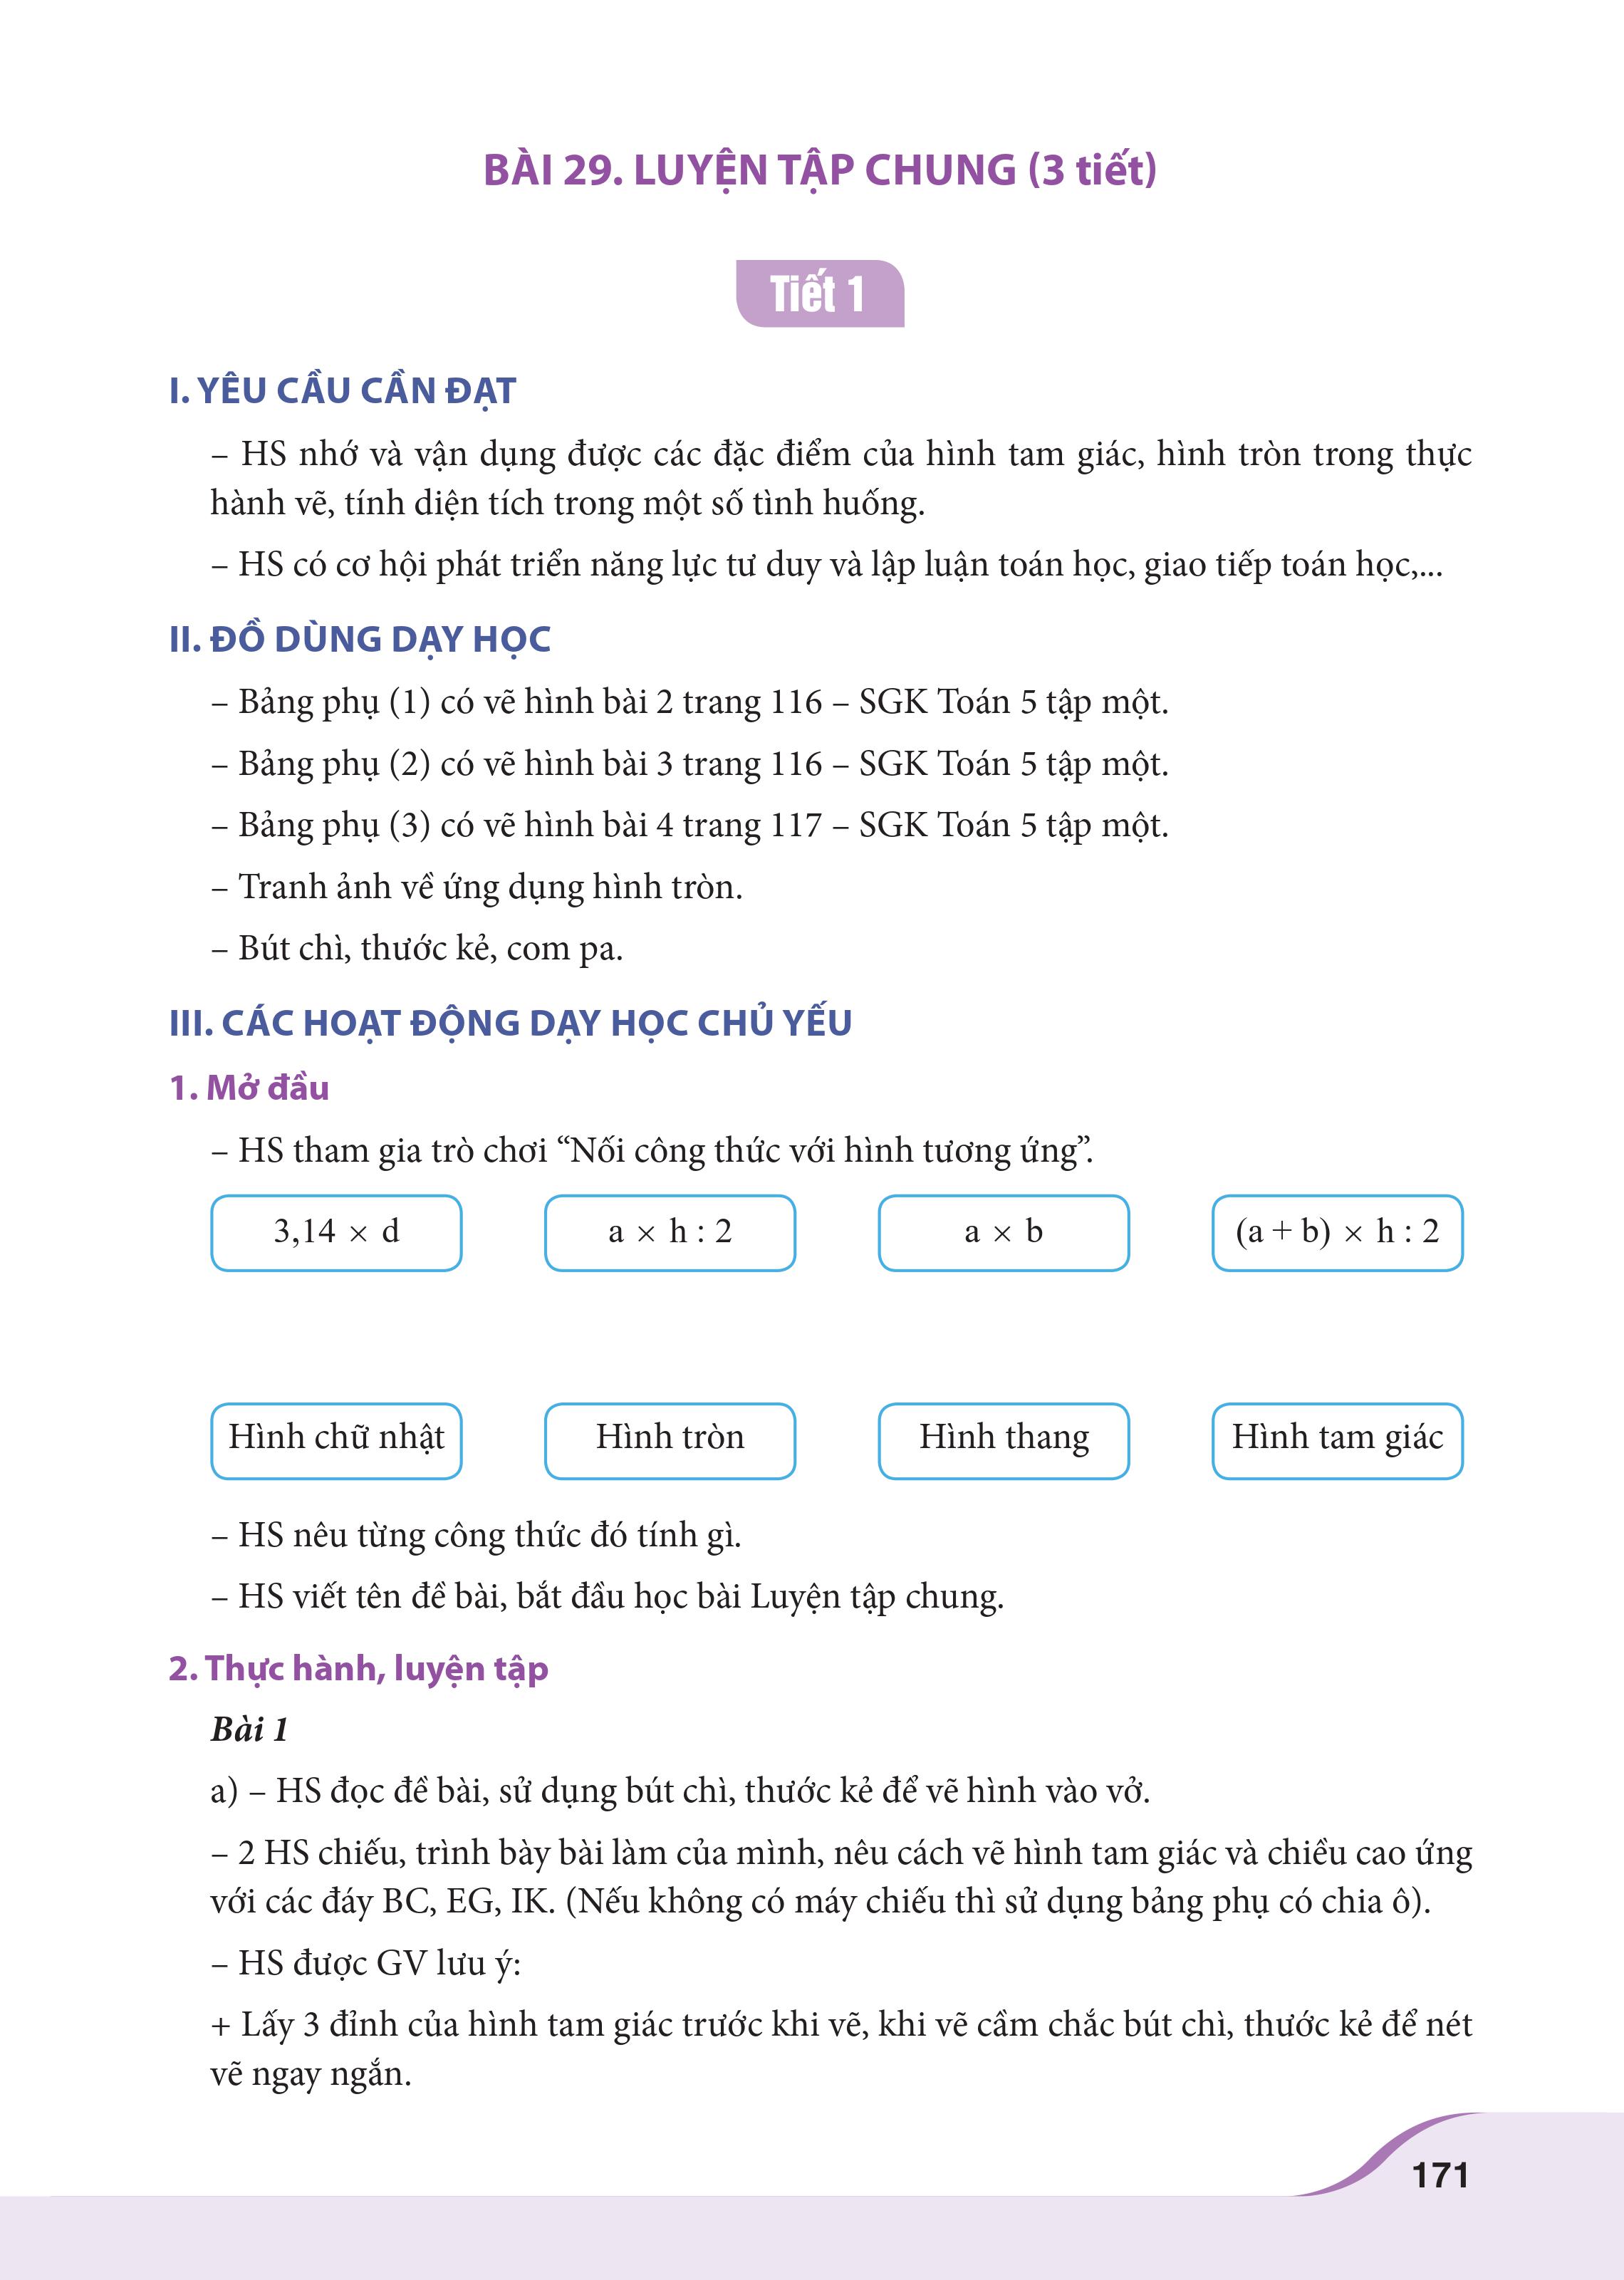 BÀI 29. LUYỆN TẬP CHUNG (3 tiết)
Tiết 1
I. YÊU CẦU CẦN ĐẠT
– HS nhớ và vận dụng được các đặc điểm của hình tam giác, hình tròn trong thực
hành vẽ, tính diện tích trong một số tình huống.
– HS có cơ hội phát triển năng lực tư duy và lập luận toán học, giao tiếp toán học,...
II. ĐỒ DÙNG DẠY HỌC
– Bảng phụ (1) có vẽ hình bài 2 trang 116 – SGK Toán 5 tập một.
– Bảng phụ (2) có vẽ hình bài 3 trang 116 – SGK Toán 5 tập một.
– Bảng phụ (3) có vẽ hình bài 4 trang 117 – SGK Toán 5 tập một.
– Tranh ảnh về ứng dụng hình tròn.
– Bút chì, thước kẻ, com pa.
III. CÁC HOẠT ĐỘNG DẠY HỌC CHỦ YẾU
1. Mở đầu
– HS tham gia trò chơi “Nối công thức với hình tương ứng”.
3,14 × d
a × h : 2
a × b
(a + b) × h : 2
Hình chữ nhật
Hình tròn
Hình thang
Hình tam giác
– HS nêu từng công thức đó tính gì.
– HS viết tên đề bài, bắt đầu học bài Luyện tập chung.
2. Thực hành, luyện tập
Bài 1
a) – HS đọc đề bài, sử dụng bút chì, thước kẻ để vẽ hình vào vở.
– 2 HS chiếu, trình bày bài làm của mình, nêu cách vẽ hình tam giác và chiều cao ứng
với các đáy BC, EG, IK. (Nếu không có máy chiếu thì sử dụng bảng phụ có chia ô).
– HS được GV lưu ý:
+ Lấy 3 đỉnh của hình tam giác trước khi vẽ, khi vẽ cầm chắc bút chì, thước kẻ để nét
vẽ ngay ngắn.
171